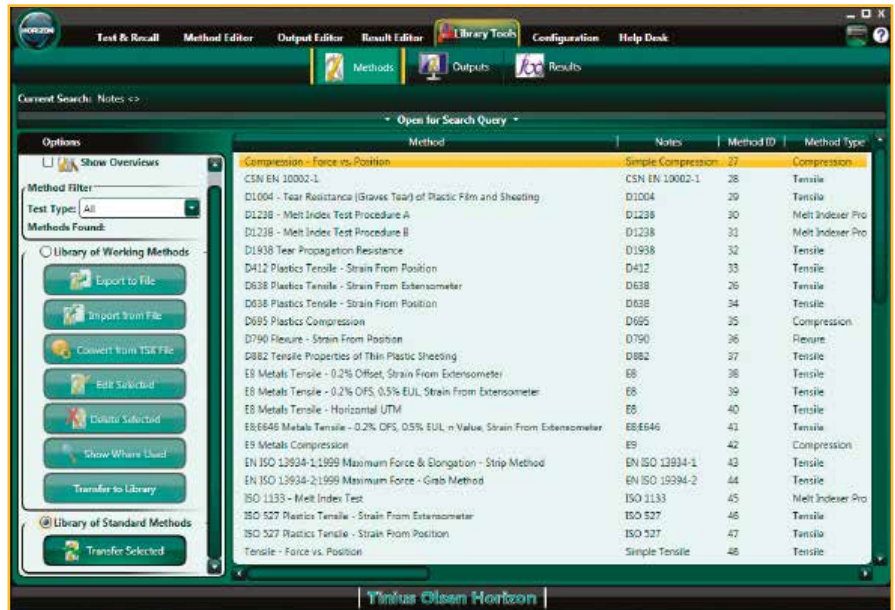 HORIZON
Test & Recall Method Editor Output Editor Result Editor Library Tools Configuration Help Desk
Methods Outputs f(x) Results
Current Search: Notes <>
Open for Search Query
Options
Show Overviews
Method Filter
Test Type: All
Methods Found:
Library of Working Methods
Export to File
Import from File
Convert from TSK File
Edit Selected
Delete Selected
Show Where Used
Transfer to Library
Library of Standard Methods
Transfer Selected
Method Notes Method ID Method Type
Compression - Force vs. Position Simple Compression 27 Compression
CSN EN 10002-1 CSN EN 10002-1 28 Tensile
D1004 - Tear Resistance (Graves Tear) of Plastic Film and Sheeting D1004 29 Tensile
D1238 - Melt Index Test Procedure A D1238 30 Melt Indexer Pro
D1238 - Melt Index Test Procedure B D1238 31 Melt Indexer Pro
D1938 Tear Propagation Resistance D1938 32 Tensile
D412 Plastics Tensile - Strain From Position D412 33 Tensile
D638 Plastics Tensile - Strain From Extensometer D638 26 Tensile
D638 Plastics Tensile - Strain From Position D638 34 Tensile
D695 Plastics Compression D695 35 Compression
D790 Flexure - Strain From Position D790 36 Flexure
D882 Tensile Properties of Thin Plastic Sheeting D882 37 Tensile
E8 Metals Tensile - 0.2% Offset, Strain From Extensometer E8 38 Tensile
E8 Metals Tensile - 0.2% OFS, 0.5% EUL, Strain From Extensometer E8 39 Tensile
E8 Metals Tensile - Horizontal UTM E8 40 Tensile
E8;E646 Metals Tensile - 0.2% OFS, 0.5% EUL, n Value, Strain From Extensometer E8;E646 41 Tensile
E9 Metals Compression E9 42 Compression
EN ISO 13934-1;1999 Maximum Force & Elongation - Strip Method EN ISO 13934-1 43 Tensile
EN ISO 13934-2;1999 Maximum Force - Grab Method EN ISO 19394-2 44 Tensile
ISO 1133 - Melt Index Test ISO 1133 45 Melt Indexer Pro
ISO 527 Plastics Tensile - Strain From Extensometer ISO 527 46 Tensile
ISO 527 Plastics Tensile - Strain From Position ISO 527 47 Tensile
Tensile - Force vs. Position Simple Tensile 48 Tensile
Tinius Olsen Horizon